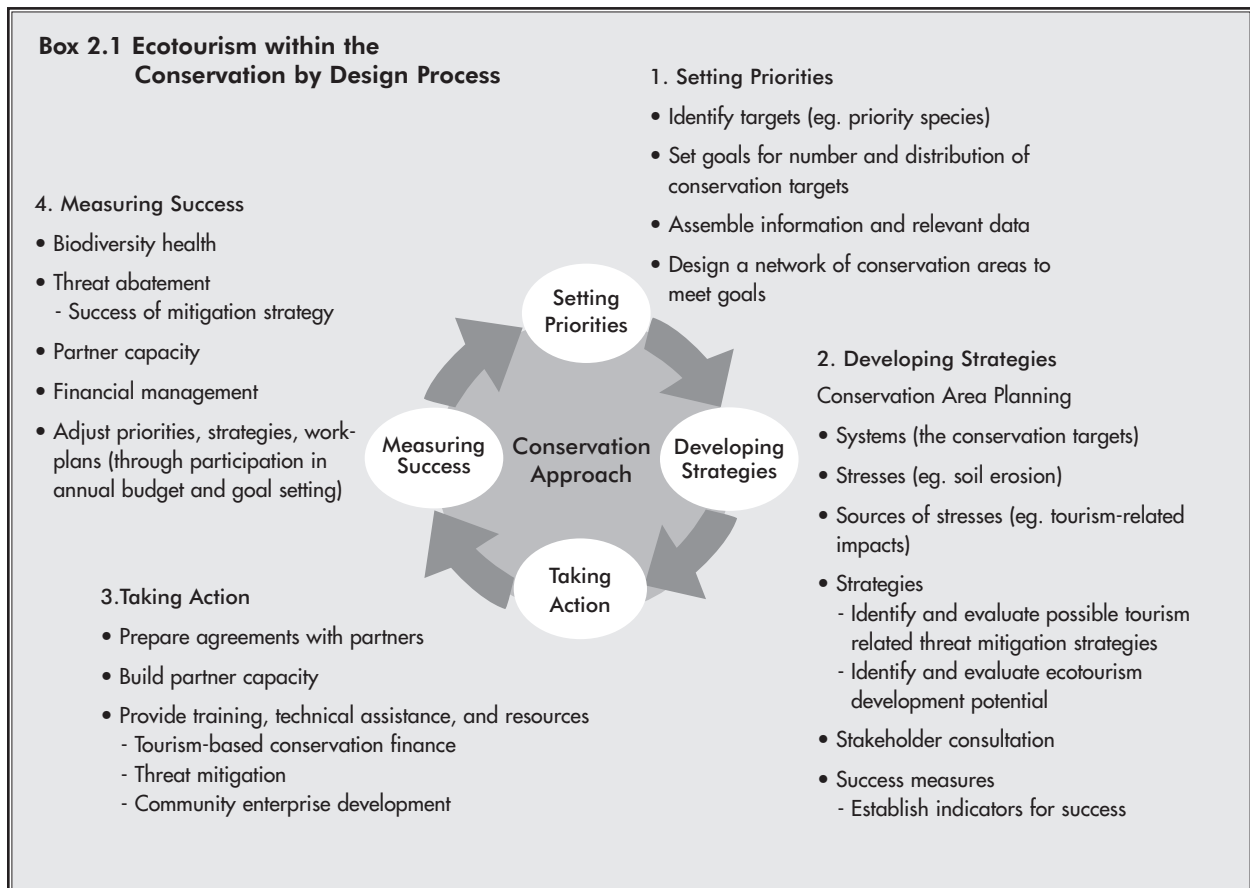 Box 2.1 Ecotourism within the
Conservation by Design Process
1. Setting Priorities
• Identify targets (eg. priority species)
• Set goals for number and distribution of
conservation targets
• Assemble information and relevant data
• Design a network of conservation areas to
meet goals
2. Developing Strategies
Conservation Area Planning
• Systems (the conservation targets)
• Stresses (eg. soil erosion)
• Sources of stresses (eg. tourism-related
impacts)
• Strategies
- Identify and evaluate possible tourism
related threat mitigation strategies
- Identify and evaluate ecotourism
development potential
• Stakeholder consultation
• Success measures
- Establish indicators for success
3.Taking Action
• Prepare agreements with partners
• Build partner capacity
• Provide training, technical assistance, and resources
- Tourism-based conservation finance
- Threat mitigation
- Community enterprise development
4. Measuring Success
• Biodiversity health
• Threat abatement
- Success of mitigation strategy
• Partner capacity
• Financial management
• Adjust priorities, strategies, work-
plans (through participation in
annual budget and goal setting)
Setting
Priorities
Developing
Strategies
Taking
Action
Measuring
Success
Conservation
Approach